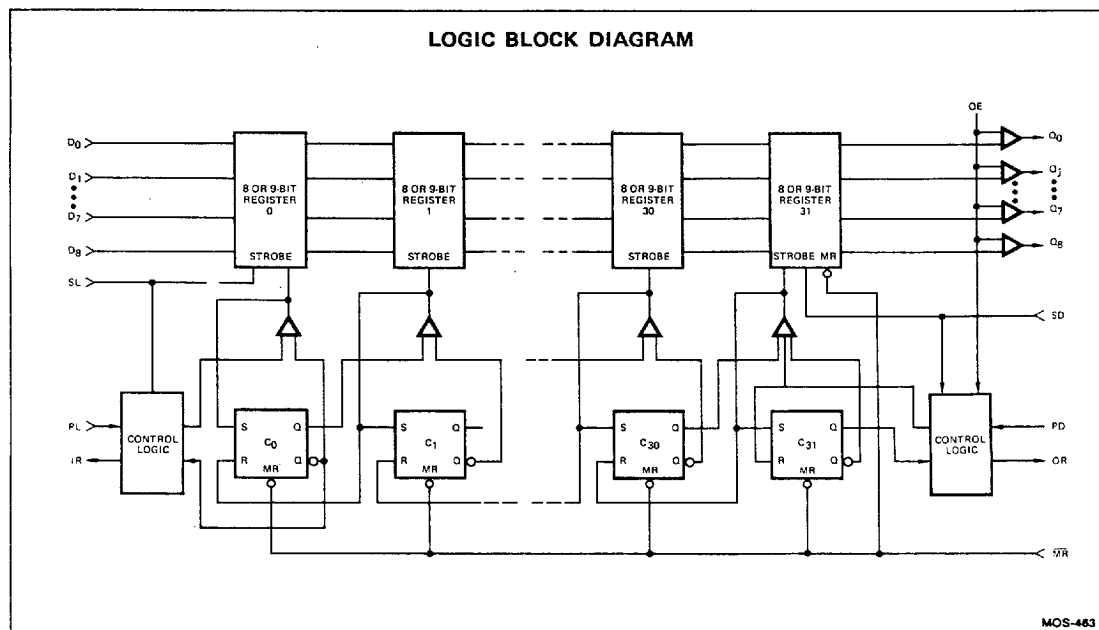 LOGIC BLOCK DIAGRAM
OE
D0
D1
D7
D8
SL
8 OR 9-BIT
REGISTER
0
STROBE
8 OR 9-BIT
REGISTER
1
STROBE
8 OR 9-BIT
REGISTER
30
STROBE
8 OR 9-BIT
REGISTER
31
STROBE MR
Q0
Qj
Q7
Q8
SD
PL
IR
CONTROL
LOGIC
S Q
C0
R Q
MR
S Q
C1
R Q
MR
S Q
C30
R Q
MR
S Q
C31
R Q
MR
CONTROL
LOGIC
PD
OR
MR
MOS-463